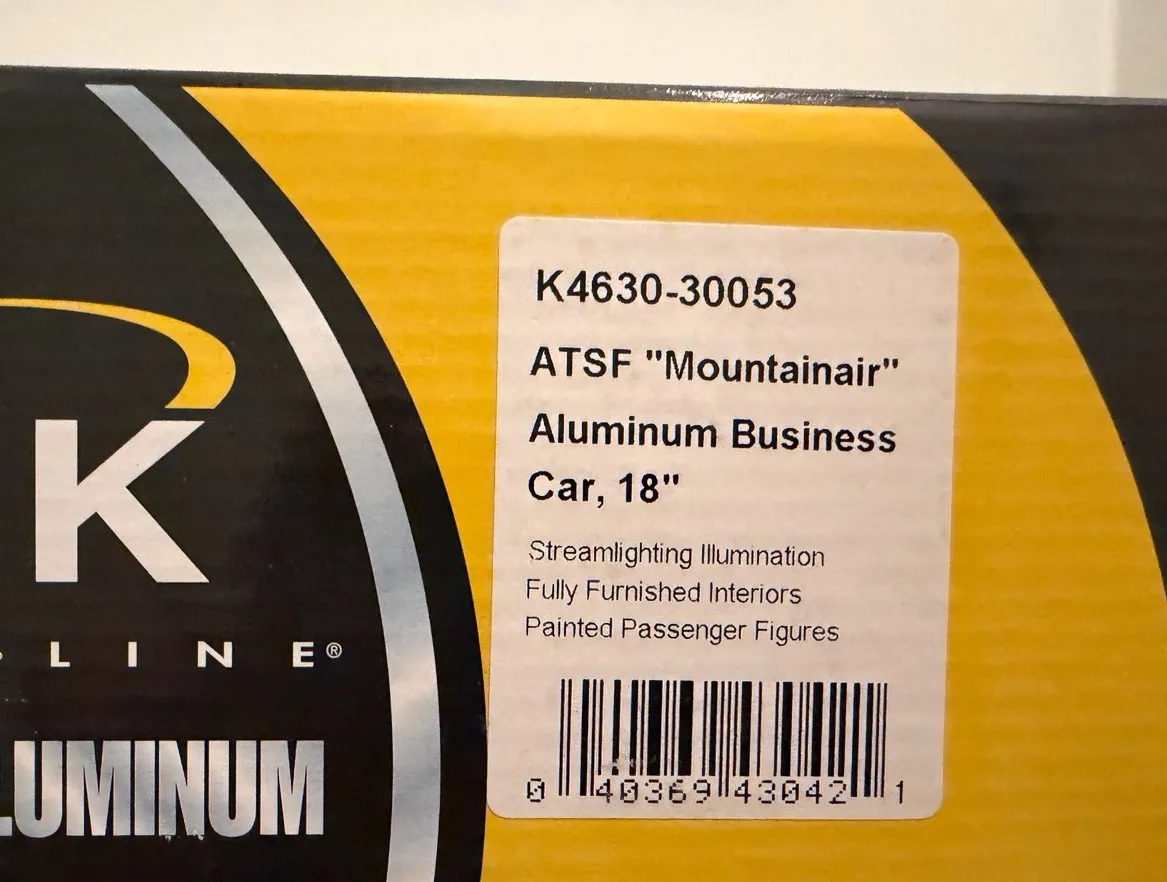 K4630-30053
ATSF "Mountainair"
Aluminum Business
Car, 18"
Streamlighting Illumination
Fully Furnished Interiors
Painted Passenger Figures
0 40369 43042 1
K
LINE®
LUMINUM